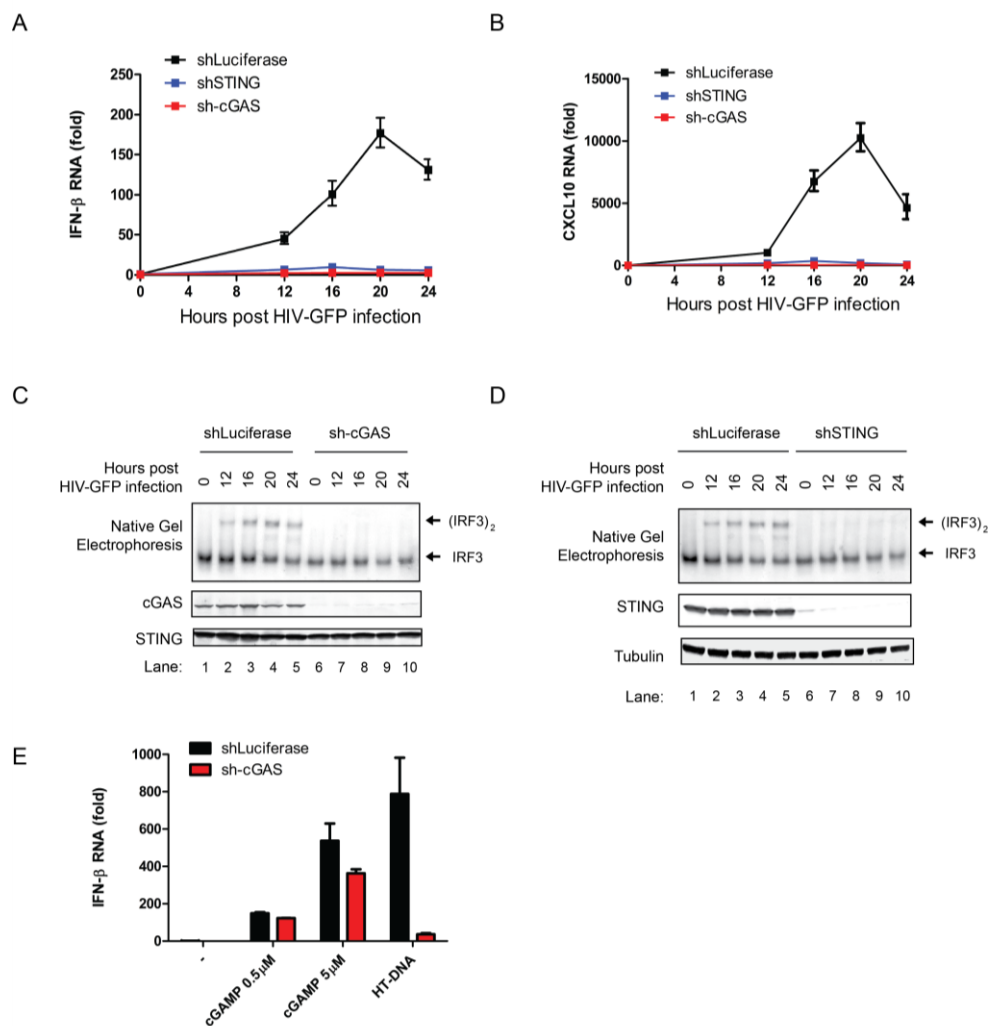 A
shLuciferase
shSTING
sh-cGAS
IFN-β RNA (fold)
250
200
150
100
50
0
0 4 8 12 16 20 24
Hours post HIV-GFP infection
B
shLuciferase
shSTING
sh-cGAS
CXCL10 RNA (fold)
15000
10000
5000
0
0 4 8 12 16 20 24
Hours post HIV-GFP infection
C
shLuciferase sh-cGAS
Hours post
HIV-GFP infection
0 12 16 20 24 0 12 16 20 24
Native Gel
Electrophoresis
(IRF3)2
IRF3
cGAS
STING
Lane: 1 2 3 4 5 6 7 8 9 10
D
shLuciferase shSTING
Hours post
HIV-GFP infection
0 12 16 20 24 0 12 16 20 24
Native Gel
Electrophoresis
(IRF3)2
IRF3
STING
Tubulin
Lane: 1 2 3 4 5 6 7 8 9 10
E
shLuciferase
sh-cGAS
IFN-β RNA (fold)
1000
800
600
400
200
0
-
cGAMP 0.5μM
cGAMP 5μM
HT-DNA